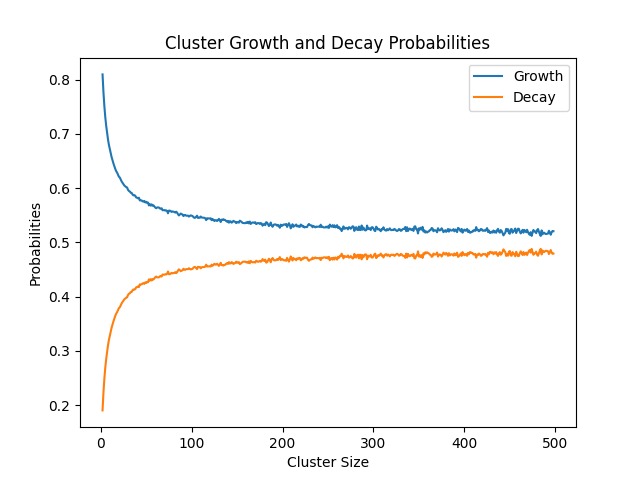 Cluster Growth and Decay Probabilities
Growth
Decay
0.8
0.7
0.6
0.5
0.4
0.3
0.2
Probabilities
0
100
200
300
400
500
Cluster Size